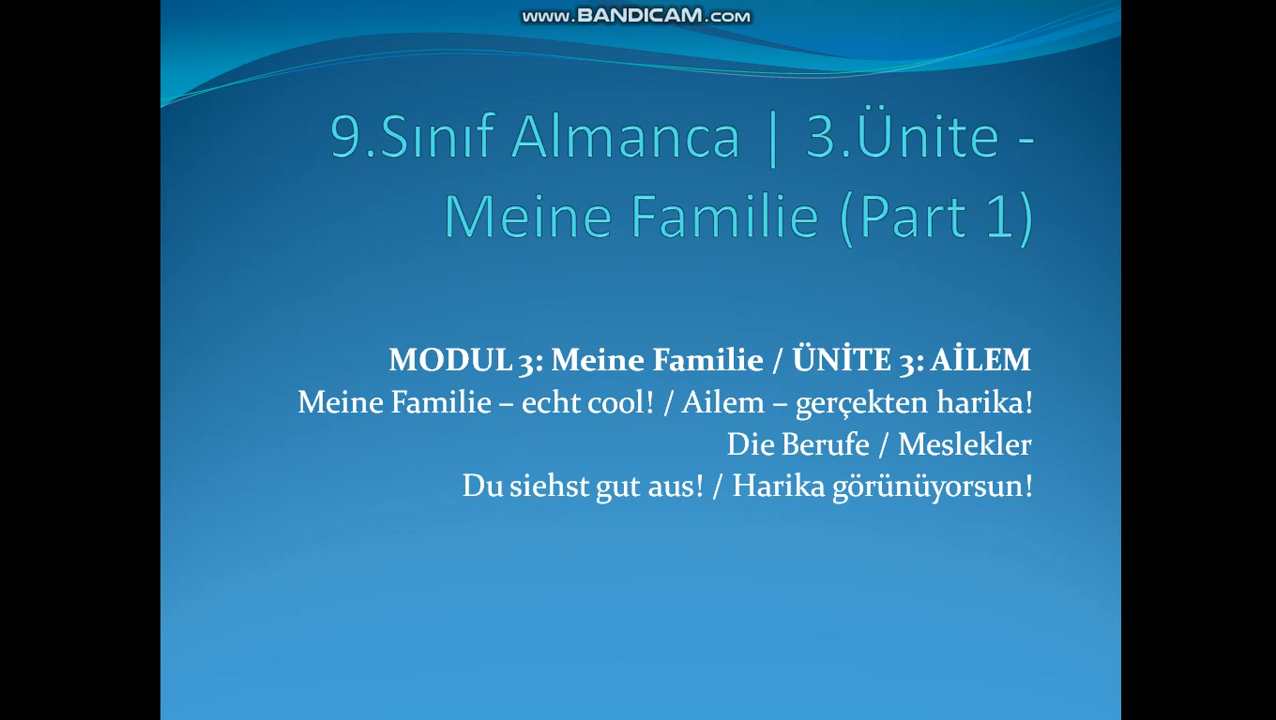 www.BANDICAM.com
9.Sınıf Almanca | 3.Ünite -
Meine Familie (Part 1)
MODUL 3: Meine Familie / ÜNİTE 3: AİLEM
Meine Familie – echt cool! / Ailem – gerçekten harika!
Die Berufe / Meslekler
Du siehst gut aus! / Harika görünüyorsun!